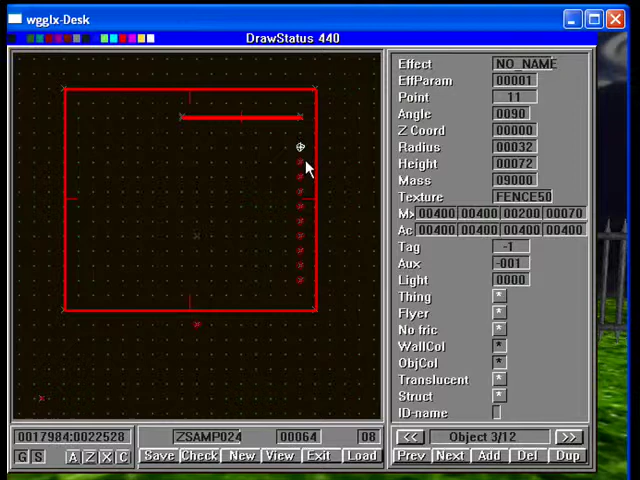 wgglx-Desk
DrawStatus 440
Effect NO_NAME
EffParam 00001
Point 11
Angle 0090
Z Coord 00000
Radius 00032
Height 00072
Mass 09000
Texture FENCE50
Mx 00400 00400 00200 00070
Ac 00400 00400 00400 00400
Tag -1
Aux -001
Light 0000
Thing *
Flyer *
No fric *
WallCol *
ObjCol *
Translucent *
Struct *
ID-name
0017984:0022528 ZSAMP024 00064 08 << Object 3/12 >>
G S A Z X C Save Check New View Exit Load Prev Next Add Del Dup